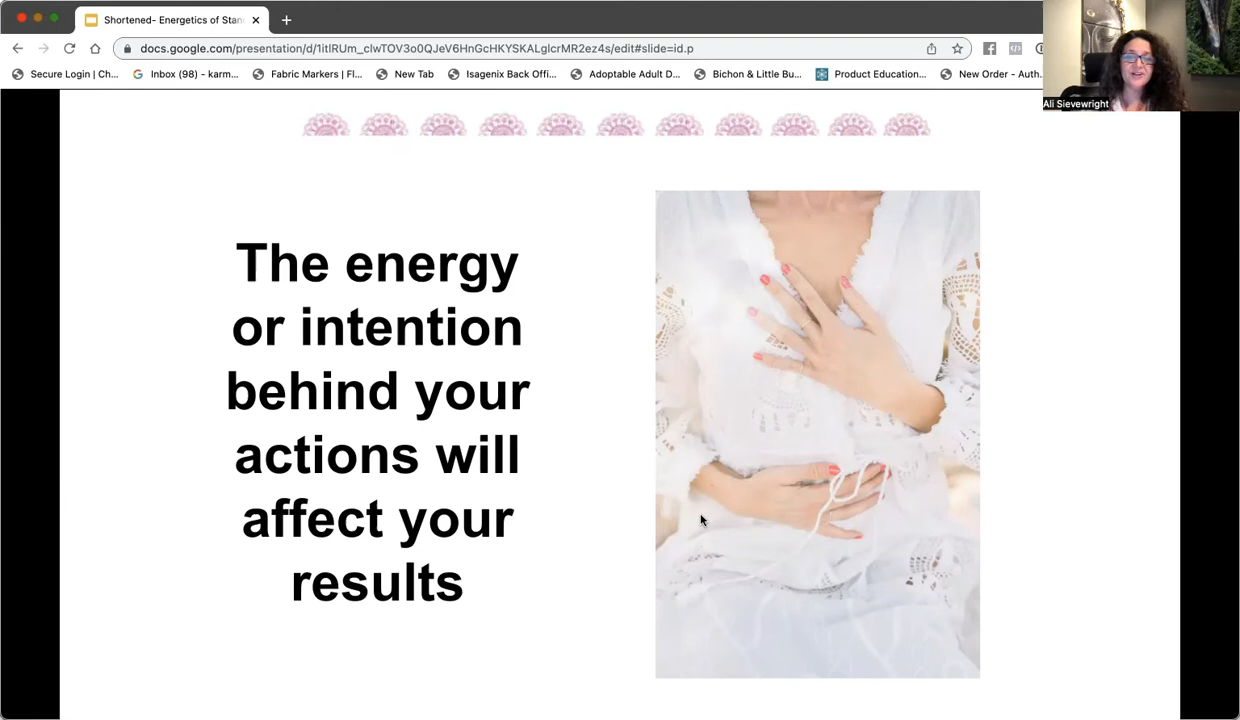 Shortened- Energetics of Stan
docs.google.com/presentation/d/1itlRUm_clwTOV3o0QJeV6HnGcHKYSKALglcrMR2ez4s/edit#slide=id.p
Secure Login | Ch... Inbox (98) - karm... Fabric Markers | Fl... New Tab Isagenix Back Offi... Adoptable Adult D... Bichon & Little Bu... Product Education... New Order - Auth.
Ali Sievewright
The energy
or intention
behind your
actions will
affect your
results